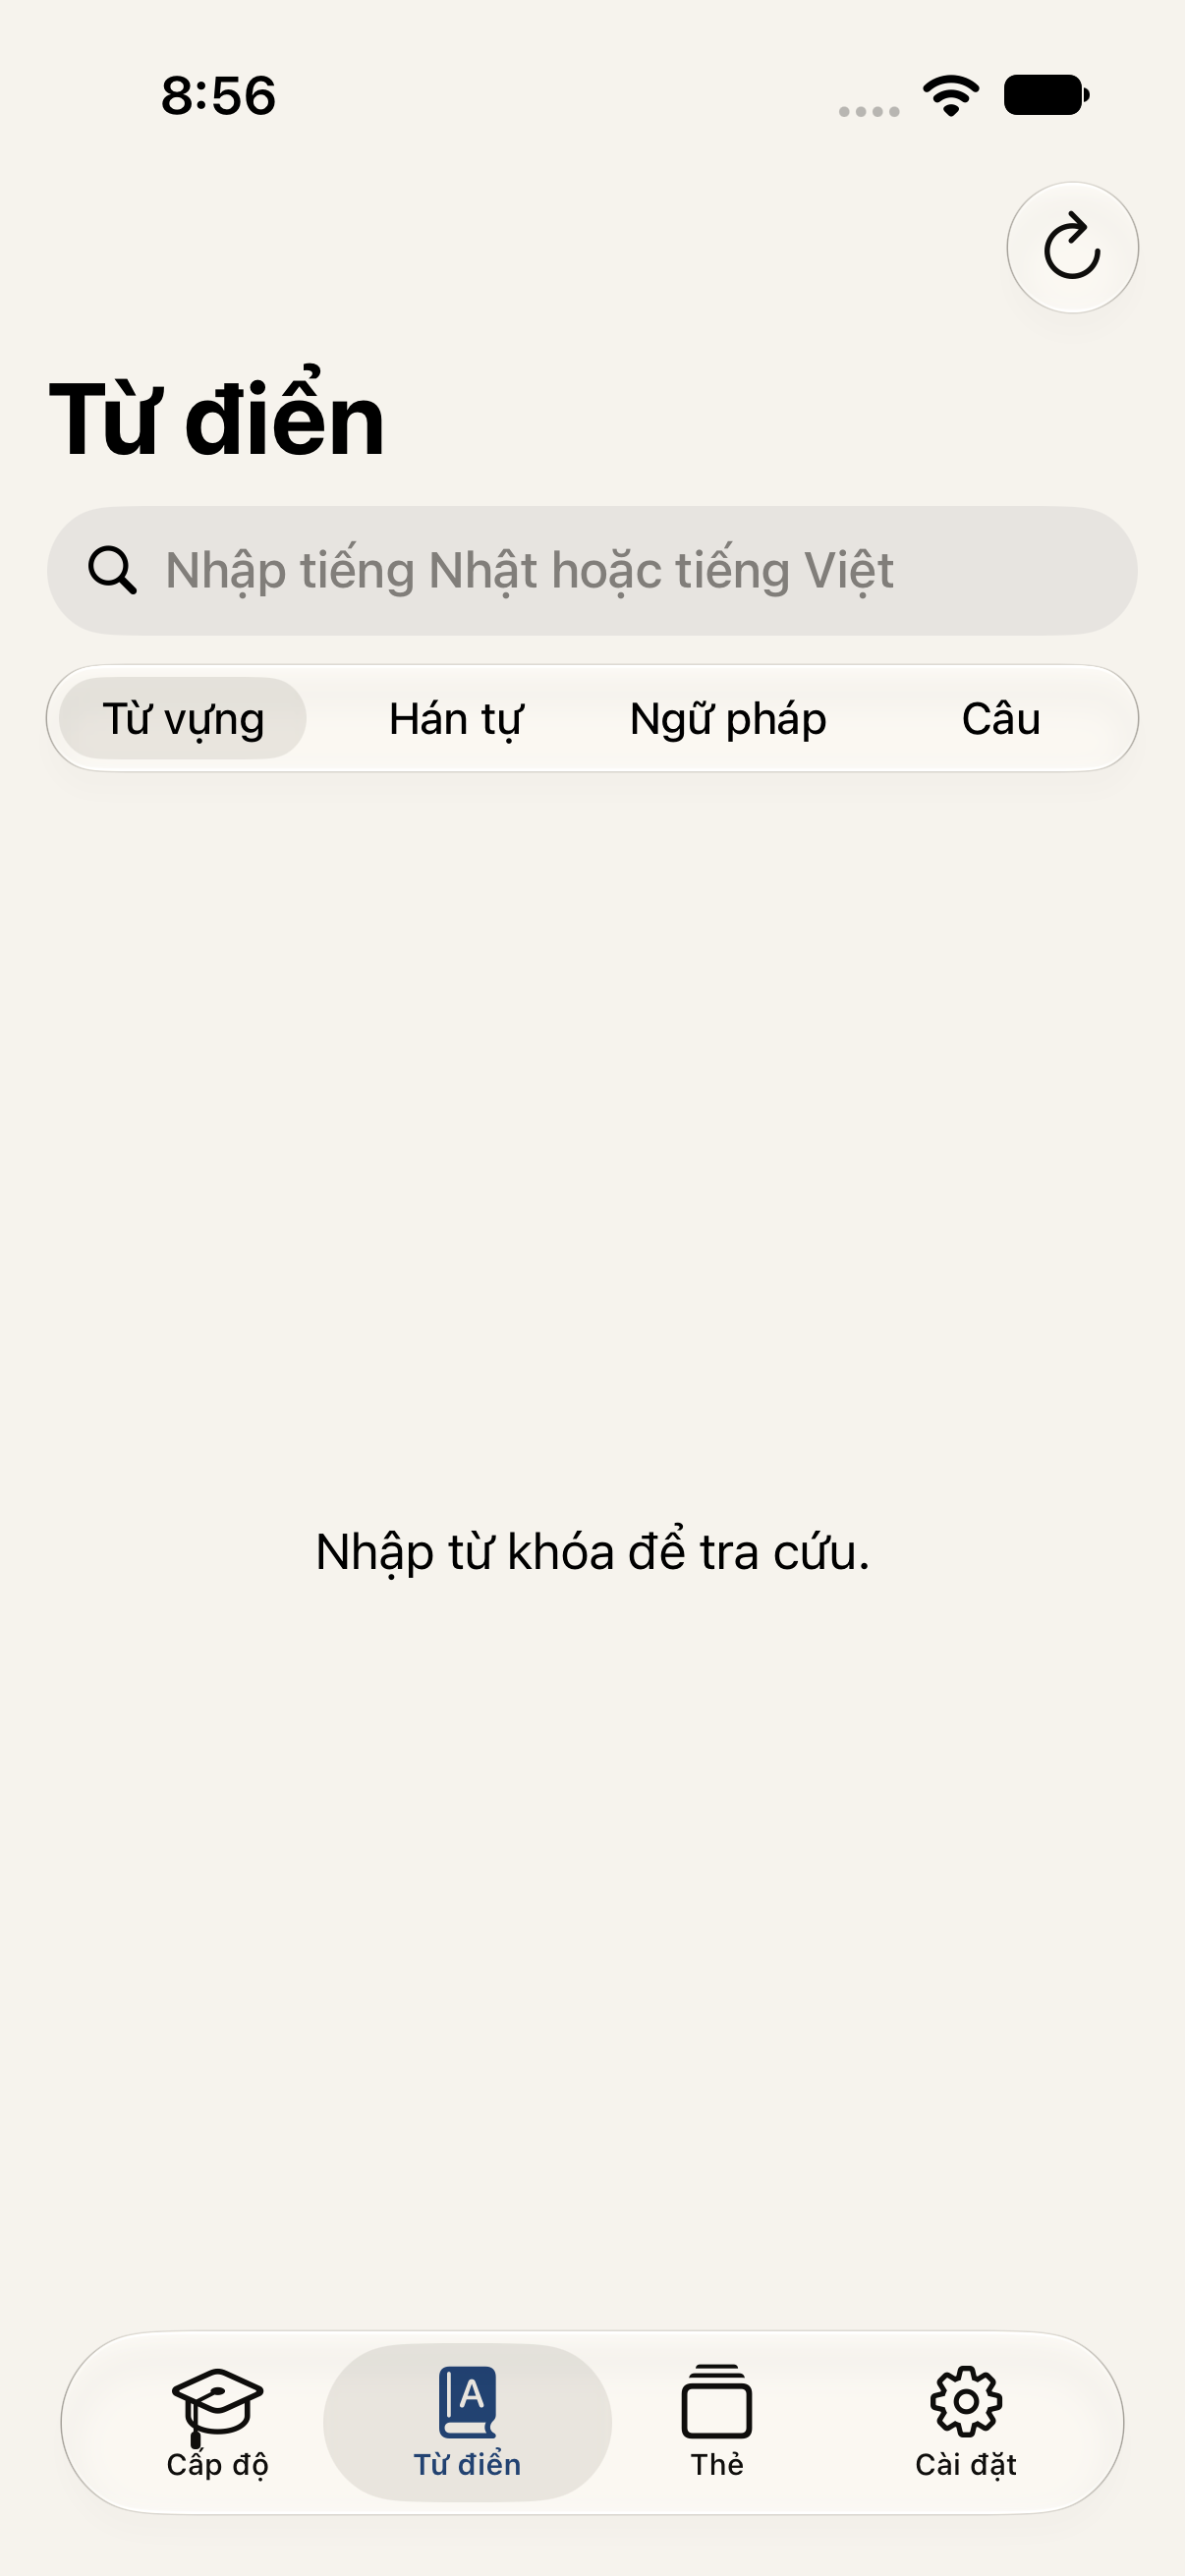 8:56
Từ điển
Nhập tiếng Nhật hoặc tiếng Việt
Từ vựng Hán tự Ngữ pháp Câu
Nhập từ khóa để tra cứu.
A
Cấp độ Từ điển Thẻ Cài đặt